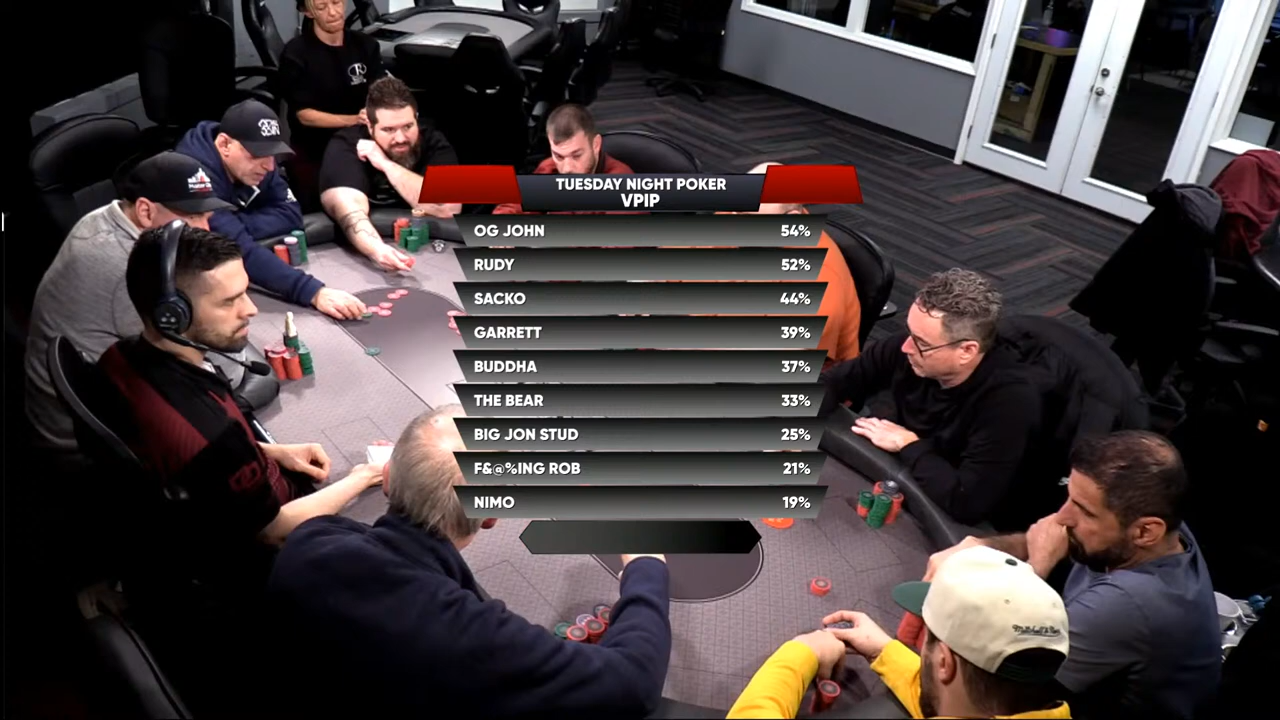 TUESDAY NIGHT POKER
VPIP
OG JOHN 54%
RUDY 52%
SACKO 44%
GARRETT 39%
BUDDHA 37%
THE BEAR 33%
BIG JON STUD 25%
F&@%ING ROB 21%
NIMO 19%